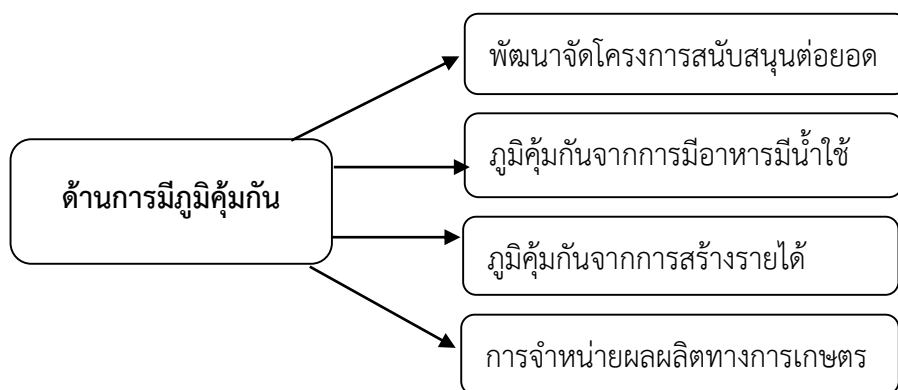 พัฒนาจัดโครงการสนับสนุนต่อยอด
ภูมิคุ้มกันจากการมีอาหารมีน้ำใช้
ด้านการมีภูมิคุ้มกัน
ภูมิคุ้มกันจากการสร้างรายได้
การจำหน่ายผลผลิตทางการเกษตร